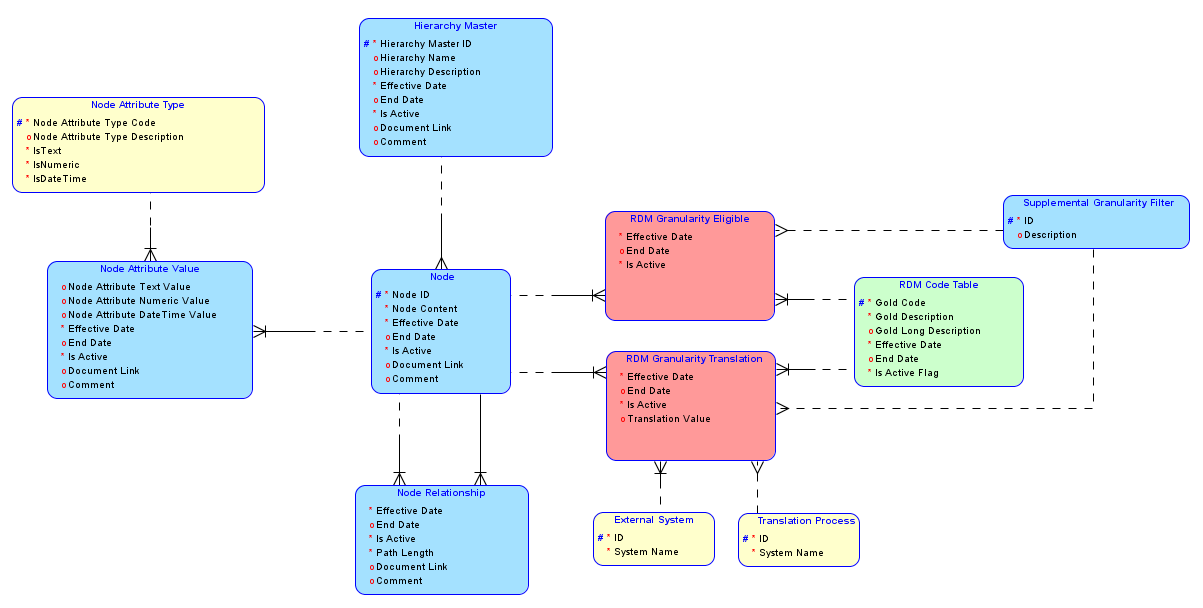 Hierarchy Master
# * Hierarchy Master ID
o Hierarchy Name
o Hierarchy Description
* Effective Date
o End Date
* Is Active
o Document Link
o Comment
Node Attribute Type
# * Node Attribute Type Code
o Node Attribute Type Description
* IsText
* IsNumeric
* IsDateTime
Node Attribute Value
o Node Attribute Text Value
o Node Attribute Numeric Value
o Node Attribute DateTime Value
* Effective Date
o End Date
* Is Active
o Document Link
o Comment
Node
# * Node ID
* Node Content
* Effective Date
o End Date
* Is Active
o Document Link
o Comment
Node Relationship
* Effective Date
o End Date
* Is Active
* Path Length
o Document Link
o Comment
RDM Granularity Eligible
* Effective Date
o End Date
* Is Active
RDM Granularity Translation
* Effective Date
o End Date
* Is Active
o Translation Value
Supplemental Granularity Filter
# * ID
o Description
RDM Code Table
# * Gold Code
* Gold Description
o Gold Long Description
* Effective Date
o End Date
* Is Active Flag
External System
# * ID
* System Name
Translation Process
# * ID
* System Name